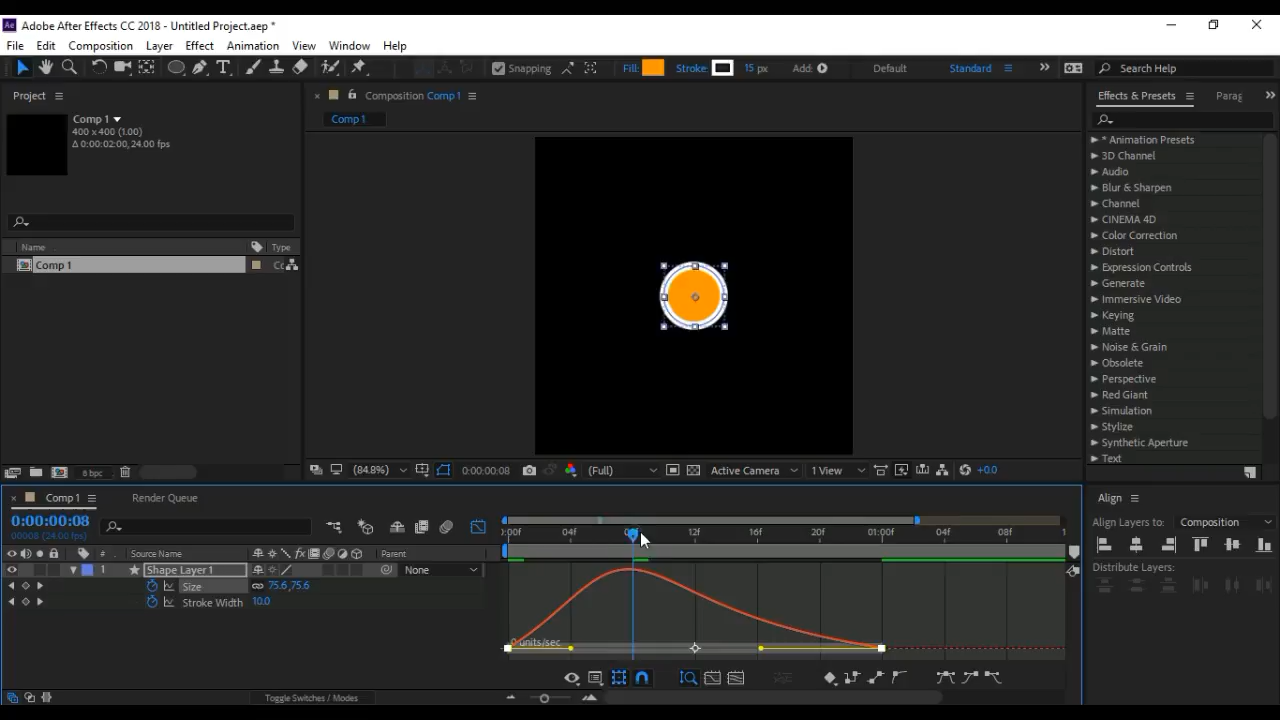 Ae Adobe After Effects CC 2018 - Untitled Project.aep *
File Edit Composition Layer Effect Animation View Window Help
T Snapping Fill: Stroke: 15 px Add: Default Standard Search Help
Project
Composition Comp 1
Effects & Presets Parag
Comp 1
400 x 400 (1.00)
Δ 0:00:02:00, 24.00 fps
Comp 1
* Animation Presets
3D Channel
Audio
Blur & Sharpen
Channel
CINEMA 4D
Color Correction
Distort
Expression Controls
Generate
Immersive Video
Keying
Matte
Noise & Grain
Obsolete
Perspective
Red Giant
Simulation
Stylize
Synthetic Aperture
Text
Name Type
Comp 1
8 bpc
(84.8%) 0:00:00:08 (Full) Active Camera 1 View +0.0
Comp 1 Render Queue
Align
0:00:00:08
00008 (24.00 fps)
:00f 04f 12f 16f 20f 01:00f 04f 08f
Align Layers to: Composition
# Source Name Parent
1 Shape Layer 1 None
Distribute Layers:
Size 75.6,75.6
Stroke Width 10.0
0 units/sec
Toggle Switches / Modes